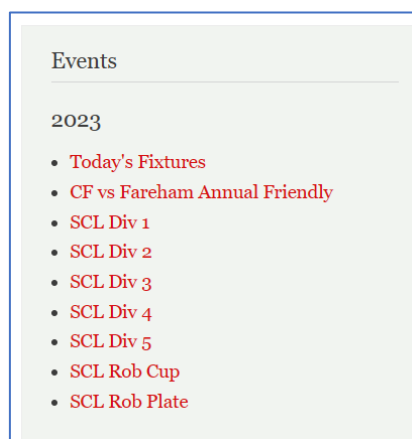 Events
2023
Today's Fixtures
CF vs Fareham Annual Friendly
SCL Div 1
SCL Div 2
SCL Div 3
SCL Div 4
SCL Div 5
SCL Rob Cup
SCL Rob Plate